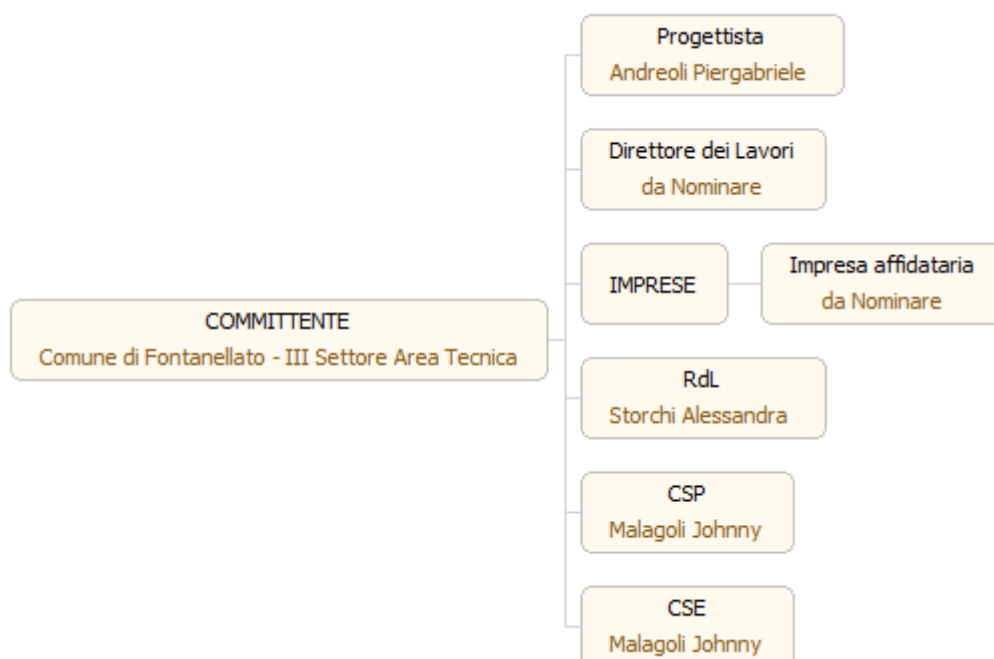 Progettista
Andreoli Piergabriele
Direttore dei Lavori
da Nominare
IMPRESE
Impresa affidataria
da Nominare
COMMITTENTE
Comune di Fontanellato - III Settore Area Tecnica
RdL
Storchi Alessandra
CSP
Malagoli Johnny
CSE
Malagoli Johnny